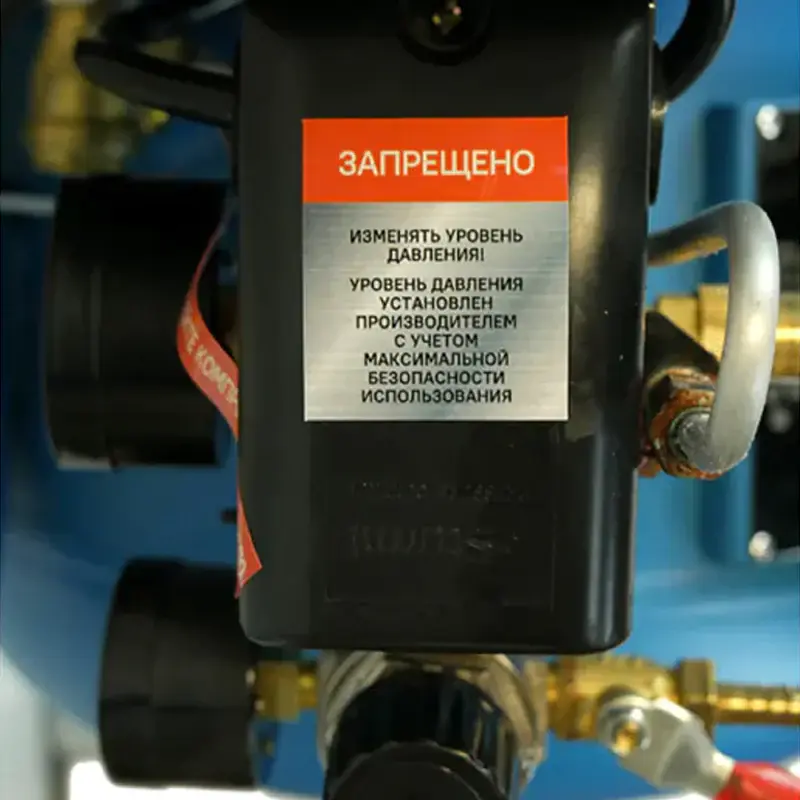 ЗАПРЕЩЕНО
ИЗМЕНЯТЬ УРОВЕНЬ
ДАВЛЕНИЯ!
УРОВЕНЬ ДАВЛЕНИЯ
УСТАНОВЛЕН
ПРОИЗВОДИТЕЛЕМ
С УЧЕТОМ
МАКСИМАЛЬНОЙ
БЕЗОПАСНОСТИ
ИСПОЛЬЗОВАНИЯ